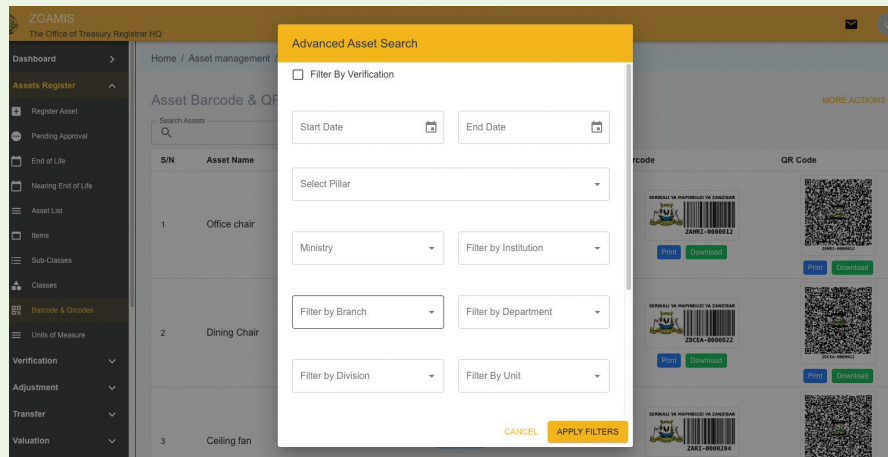 ZGAMIS
The Office of Treasury Registrar HQ
Dashboard
Assets Register
Register Asset
Pending Approval
End of Life
Nearing End of Life
Asset List
Items
Sub-Classes
Classes
Barcode & Qrcodes
Units of Measure
Verification
Adjustment
Transfer
Valuation
Home / Asset management /
Asset Barcode & QR
MORE ACTIONS
Search Assets
S/N Asset Name rcode QR Code
1 Office chair
SERIKALI YA MAPINDUZI YA ZANZIBAR
ZAHRI-0000012
Print Download
ZAHRI-0000012
Print Download
2 Dining Chair
SERIKALI YA MAPINDUZI YA ZANZIBAR
ZDCEA-0000622
Print Download
ZDCEA-0000622
Print Download
3 Ceiling fan
SERIKALI YA MAPINDUZI YA ZANZIBAR
ZARI-0000204
Advanced Asset Search
Filter By Verification
Start Date
End Date
Select Pillar
Ministry
Filter by Institution
Filter by Branch
Filter by Department
Filter by Division
Filter By Unit
CANCEL
APPLY FILTERS